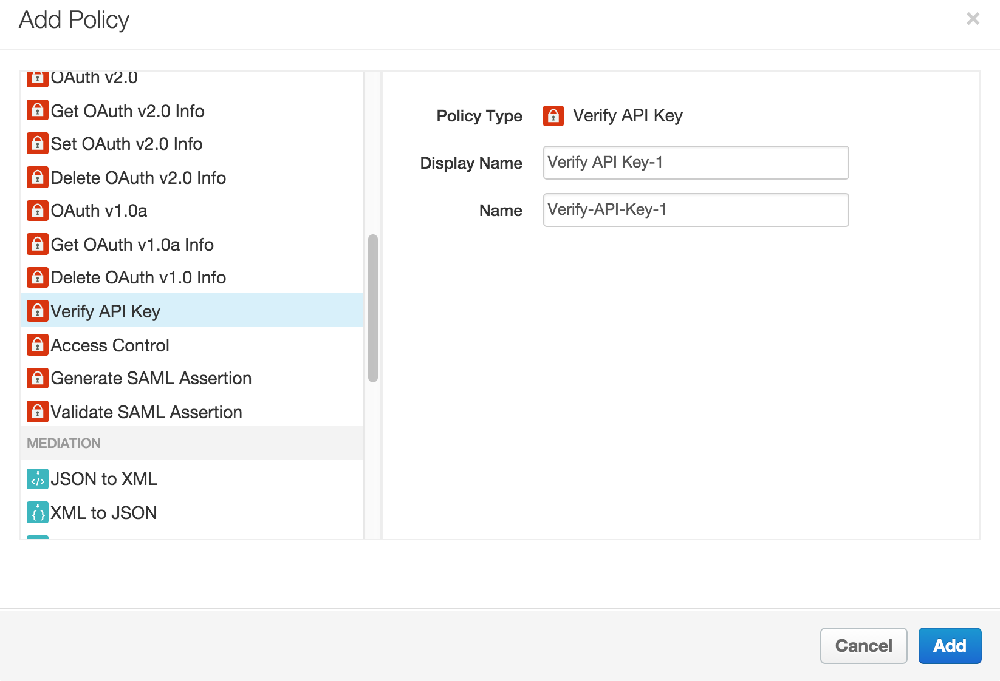 Add Policy
×
OAuth v2.0
Get OAuth v2.0 Info
Set OAuth v2.0 Info
Delete OAuth v2.0 Info
OAuth v1.0a
Get OAuth v1.0a Info
Delete OAuth v1.0 Info
Verify API Key
Access Control
Generate SAML Assertion
Validate SAML Assertion
MEDIATION
</> JSON to XML
{ } XML to JSON
Policy Type Verify API Key
Display Name Verify API Key-1
Name Verify-API-Key-1
Cancel Add